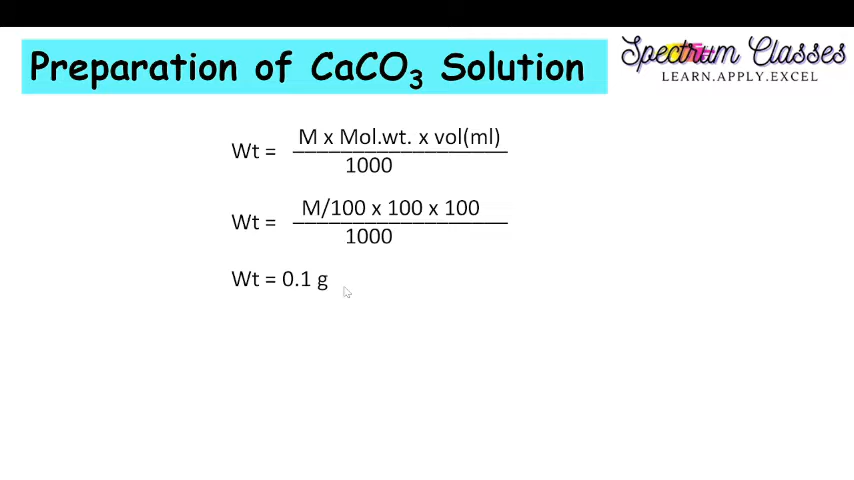 Preparation of CaCO₃ Solution
Spectrum Classes
LEARN.APPLY.EXCEL
M x Mol.wt. x vol(ml)
Wt =
1000
M/100 x 100 x 100
Wt =
1000
Wt = 0.1 g